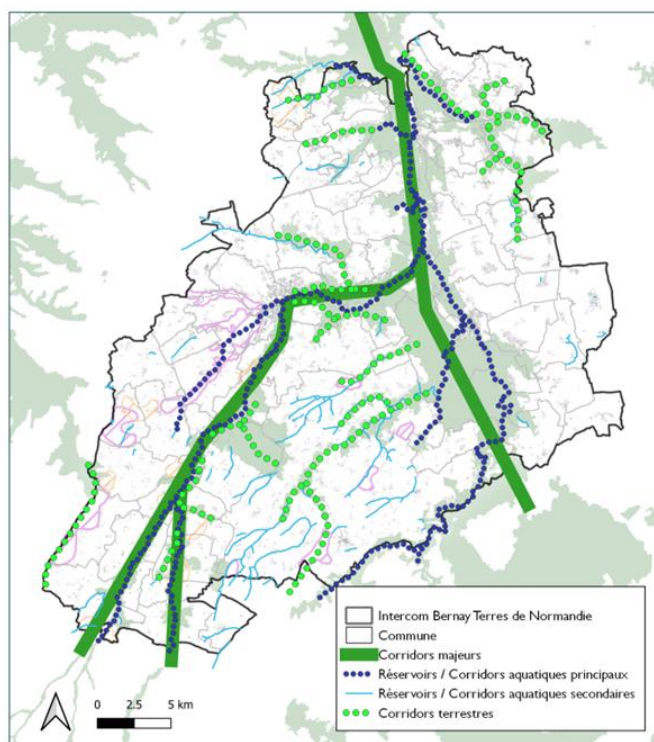 Intercom Bernay Terres de Normandie
Commune
Corridors majeurs
Réservoirs / Corridors aquatiques principaux
Réservoirs / Corridors aquatiques secondaires
Corridors terrestres
0 2.5 5 km